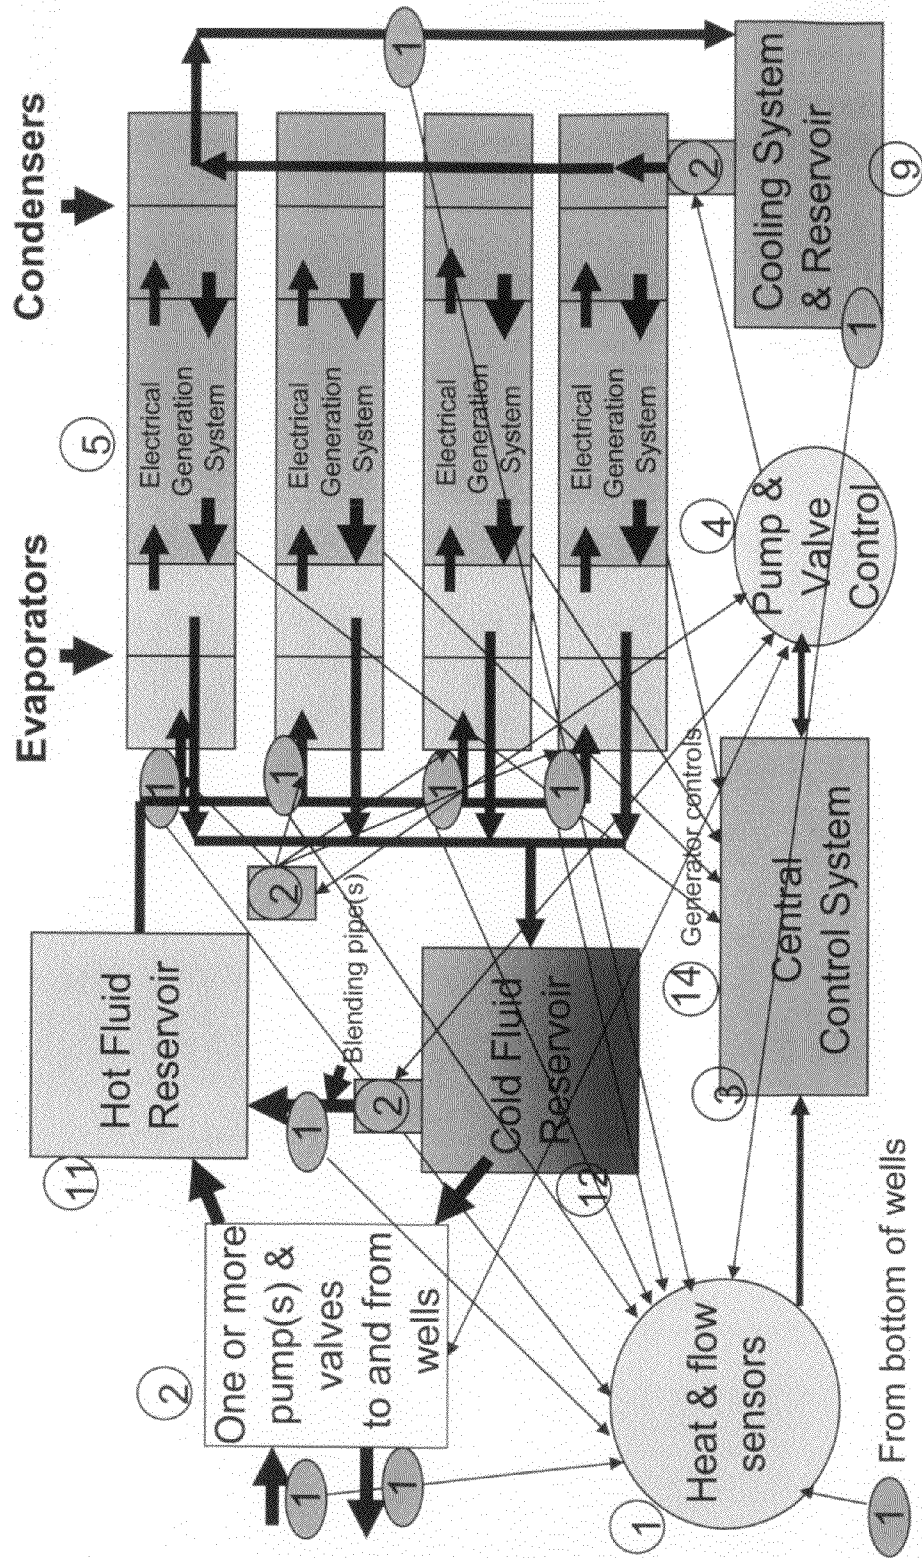 Evaporators
Condensers
11
5
2
Hot Fluid
Reservoir
1
Electrical
Generation
System
One or more
pump(s) &
valves
to and from
wells
1
1
2
1
Electrical
Generation
System
1
Blending pipe(s)
2
1
Electrical
Generation
System
1
Cold Fluid
Reservoir
12
1
Electrical
Generation
System
2
1
Heat & flow
sensors
14
Generator controls
3
Central
Control System
4
Pump &
Valve
Control
Cooling System
& Reservoir
1
9
1
From bottom of wells